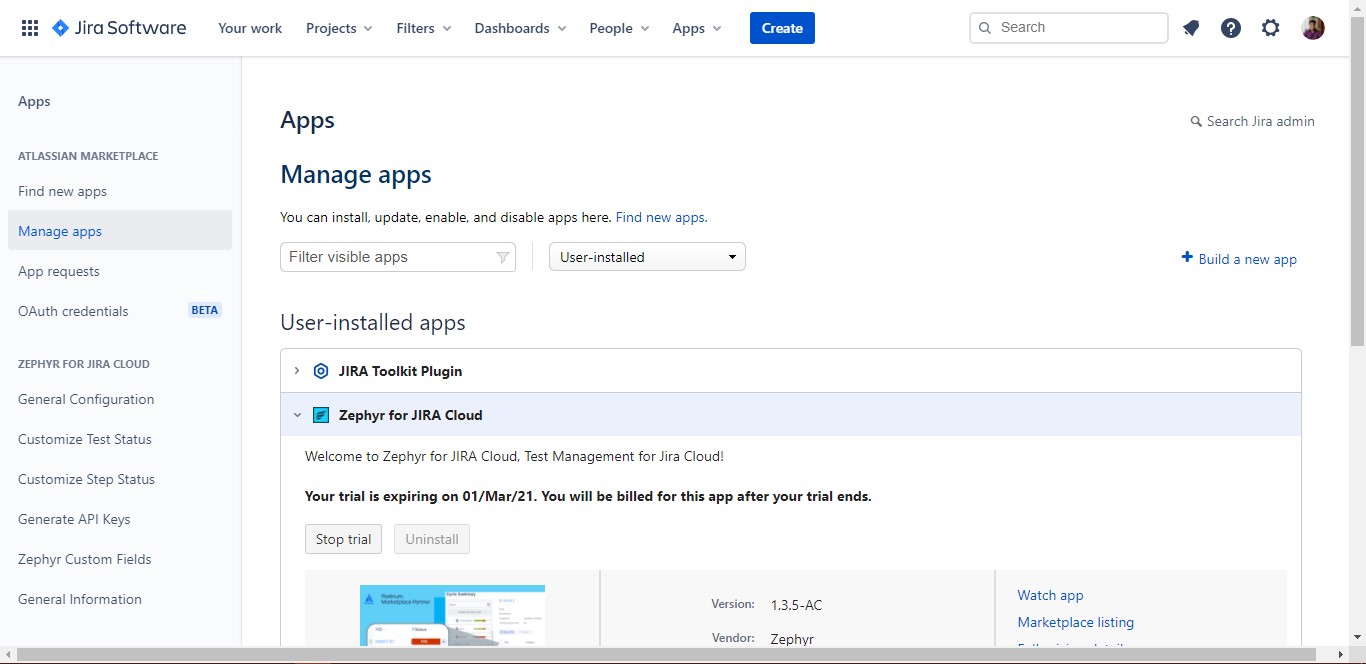 Jira Software
Your work
Projects
Filters
Dashboards
People
Apps
Create
Search
Apps
ATLASSIAN MARKETPLACE
Find new apps
Manage apps
App requests
OAuth credentials BETA
ZEPHYR FOR JIRA CLOUD
General Configuration
Customize Test Status
Customize Step Status
Generate API Keys
Zephyr Custom Fields
General Information
Apps
Search Jira admin
Manage apps
You can install, update, enable, and disable apps here. Find new apps.
Filter visible apps
User-installed
Build a new app
User-installed apps
JIRA Toolkit Plugin
Zephyr for JIRA Cloud
Welcome to Zephyr for JIRA Cloud, Test Management for Jira Cloud!
Your trial is expiring on 01/Mar/21. You will be billed for this app after your trial ends.
Stop trial
Uninstall
Platinum
Marketplace Partner
Cycle Summary
Version: 1.3.5-AC
Vendor: Zephyr
Watch app
Marketplace listing